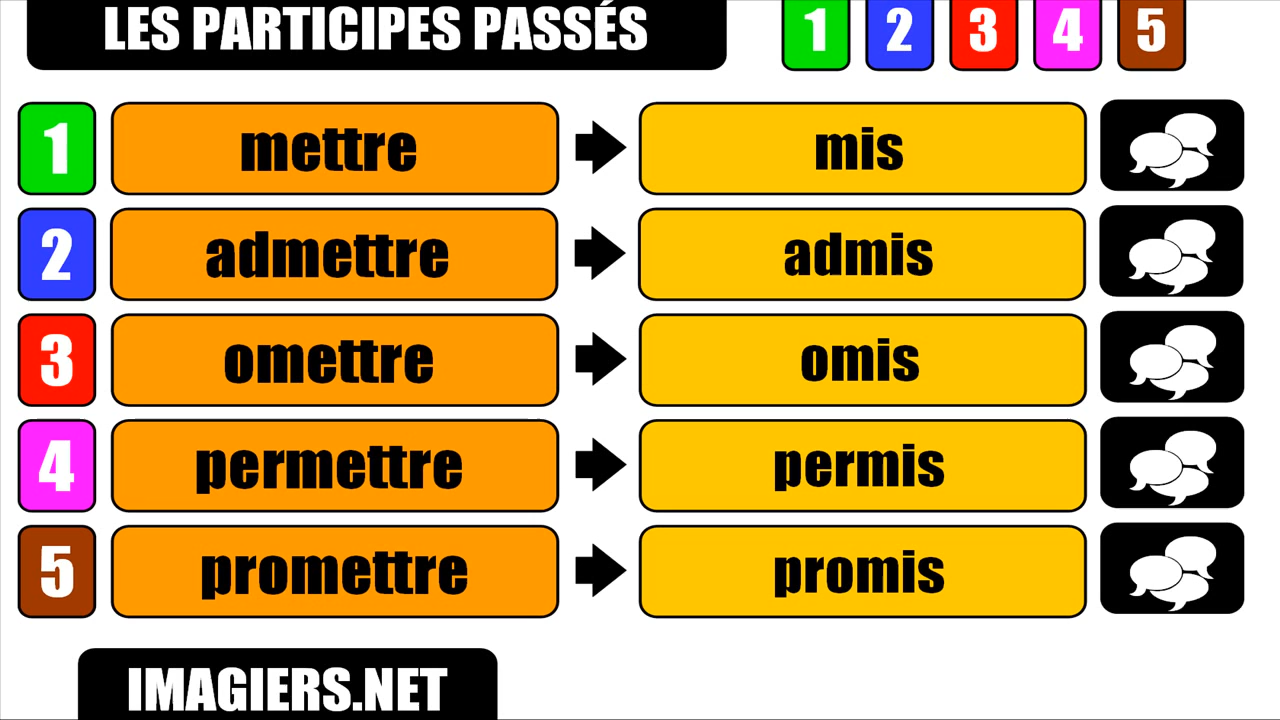 LES PARTICIPES PASSÉS 1 2 3 4 5
1 mettre mis
2 admettre admis
3 omettre omis
4 permettre permis
5 promettre promis
IMAGIERS.NET